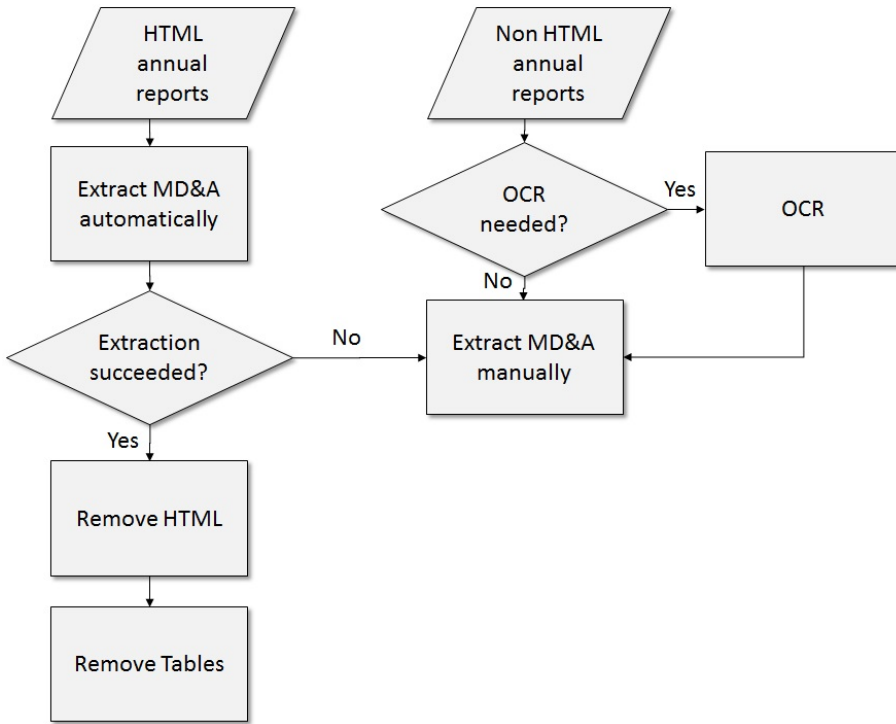 HTML
annual
reports
Non HTML
annual
reports
Extract MD&A
automatically
OCR
needed?
Yes
OCR
No
Extraction
succeeded?
No
Extract MD&A
manually
Yes
Remove HTML
Remove Tables